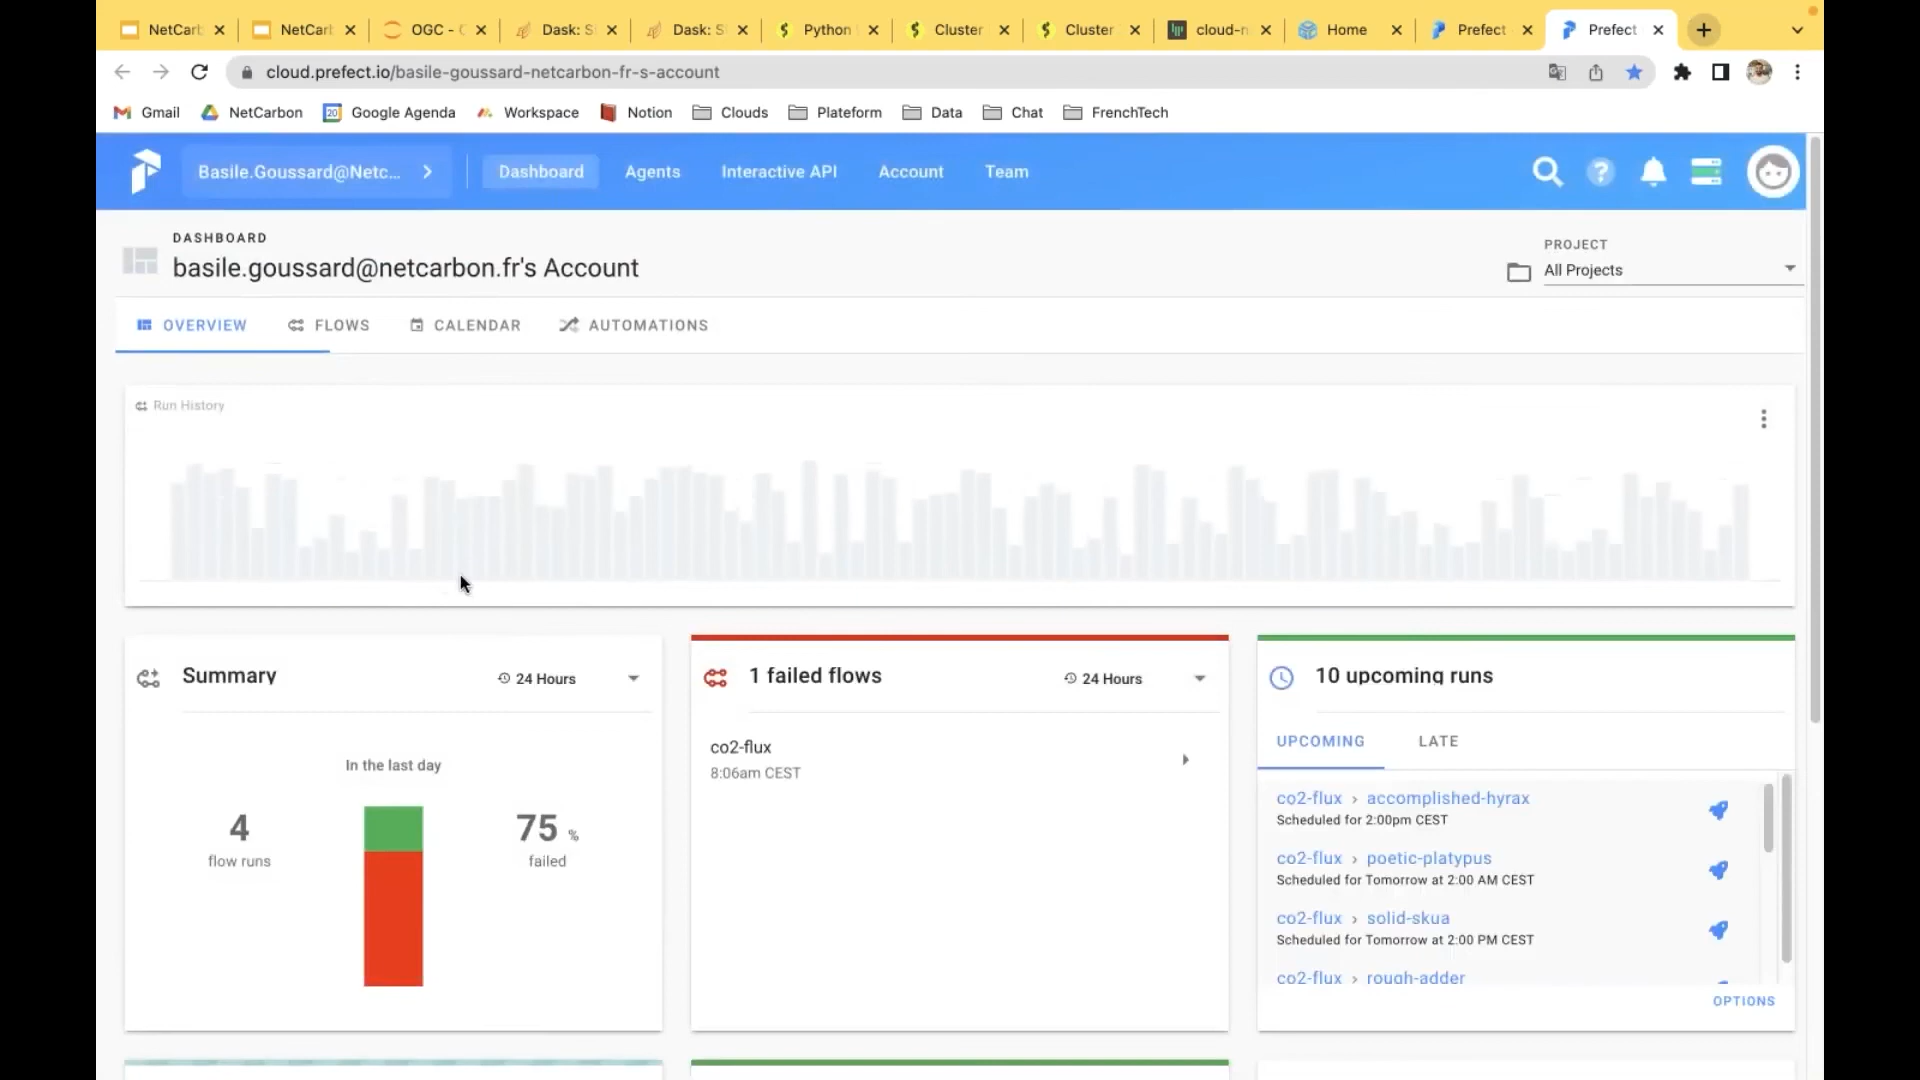 NetCarb
NetCarb
OGC - C
Dask: S
Dask: S
Python
Cluster
Cluster
cloud-n
Home
Prefect
Prefect
cloud.prefect.io/basile-goussard-netcarbon-fr-s-account
Gmail
NetCarbon
20
Google Agenda
Workspace
Notion
Clouds
Plateform
Data
Chat
FrenchTech
Basile.Goussard@Netc...
Dashboard
Agents
Interactive API
Account
Team
?
DASHBOARD
basile.goussard@netcarbon.fr's Account
PROJECT
All Projects
OVERVIEW
FLOWS
CALENDAR
AUTOMATIONS
Run History
Summary
24 Hours
In the last day
4
flow runs
75 %
failed
1 failed flows
24 Hours
co2-flux
8:06am CEST
10 upcoming runs
UPCOMING
LATE
co2-flux › accomplished-hyrax
Scheduled for 2:00pm CEST
co2-flux › poetic-platypus
Scheduled for Tomorrow at 2:00 AM CEST
co2-flux › solid-skua
Scheduled for Tomorrow at 2:00 PM CEST
co2-flux › rough-adder
OPTIONS